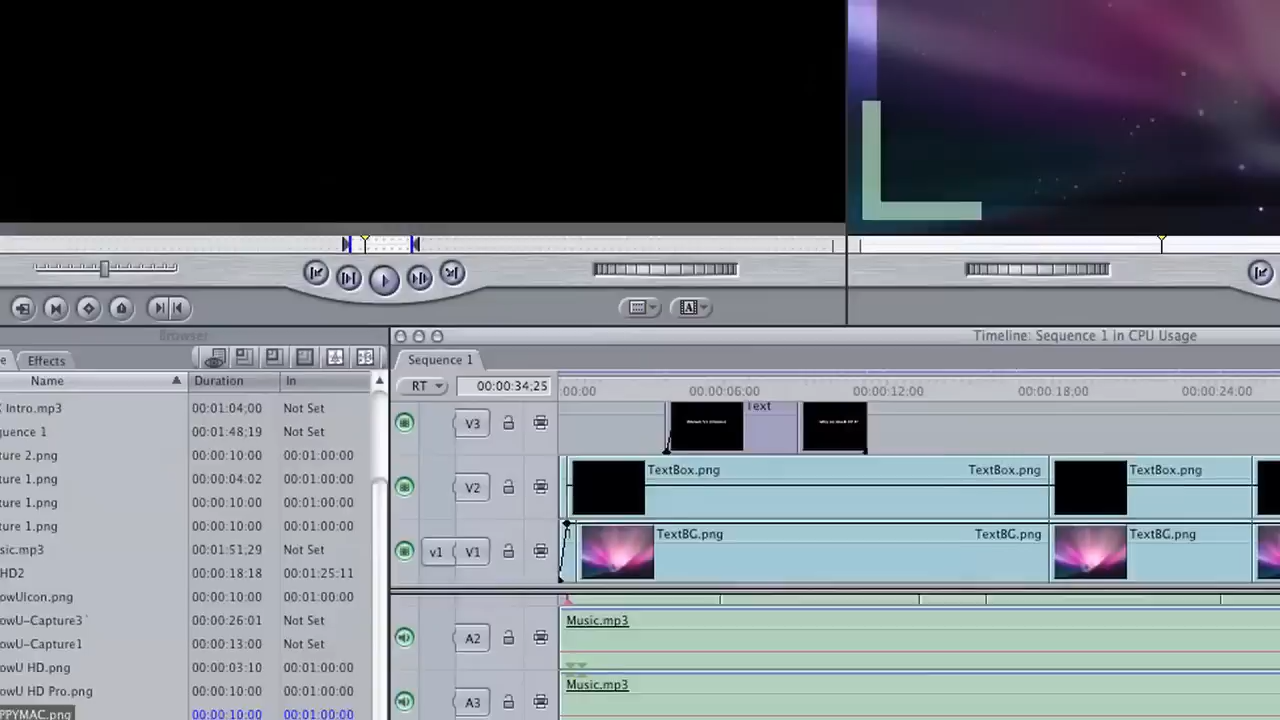 Browser
Timeline: Sequence 1 in CPU Usage
Effects
Sequence 1
Name Duration In
RT 00:00:34;25 :00:00 00:00:06:00 00:00:12:00 00:00:18:00 00:00:24:00
Intro.mp3 00:01:04;00 Not Set
quence 1 00:01:48;19 Not Set
ture 2.png 00:00:10:00 00:01:00:00
ture 1.png 00:00:04:02 00:01:00:00
ture 1.png 00:00:10:00 00:01:00:00
ture 1.png 00:00:10:00 00:01:00:00
sic.mp3 00:01:51,29 Not Set
HD2 00:00:18:18 00:01:25:11
owUIcon.png 00:00:10:00 00:01:00:00
owU-Capture3 00:00:26:01 Not Set
owU-Capture1 00:00:13:00 Not Set
owU HD.png 00:00:03:10 00:01:00:00
owU HD Pro.png 00:00:10:00 00:01:00:00
PPYMAC.png 00:00:10:00 00:01:00:00
V3 Text
V2 TextBox.png TextBox.png TextBox.png
v1 V1 TextBG.png TextBG.png TextBG.png
A2 Music.mp3
A3 Music.mp3